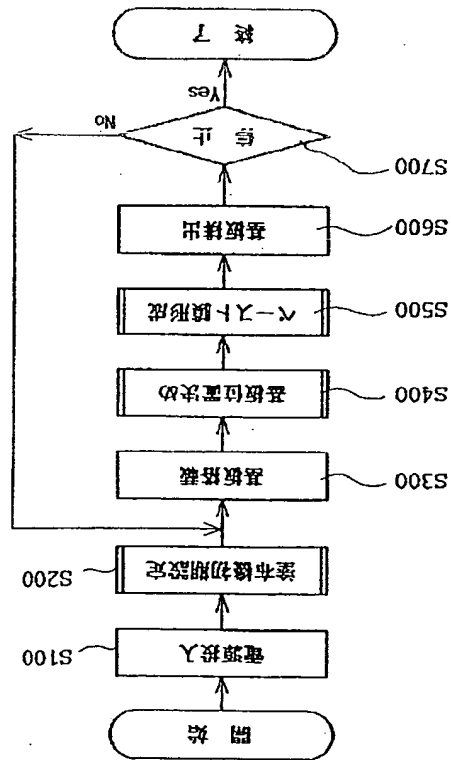 開始
電源投入
S100
塗布機初期設定
S200
基板搭載
S300
基板位置決め
S400
ペースト膜形成
S500
基板排出
S600
停止
S700
No
Yes
終了